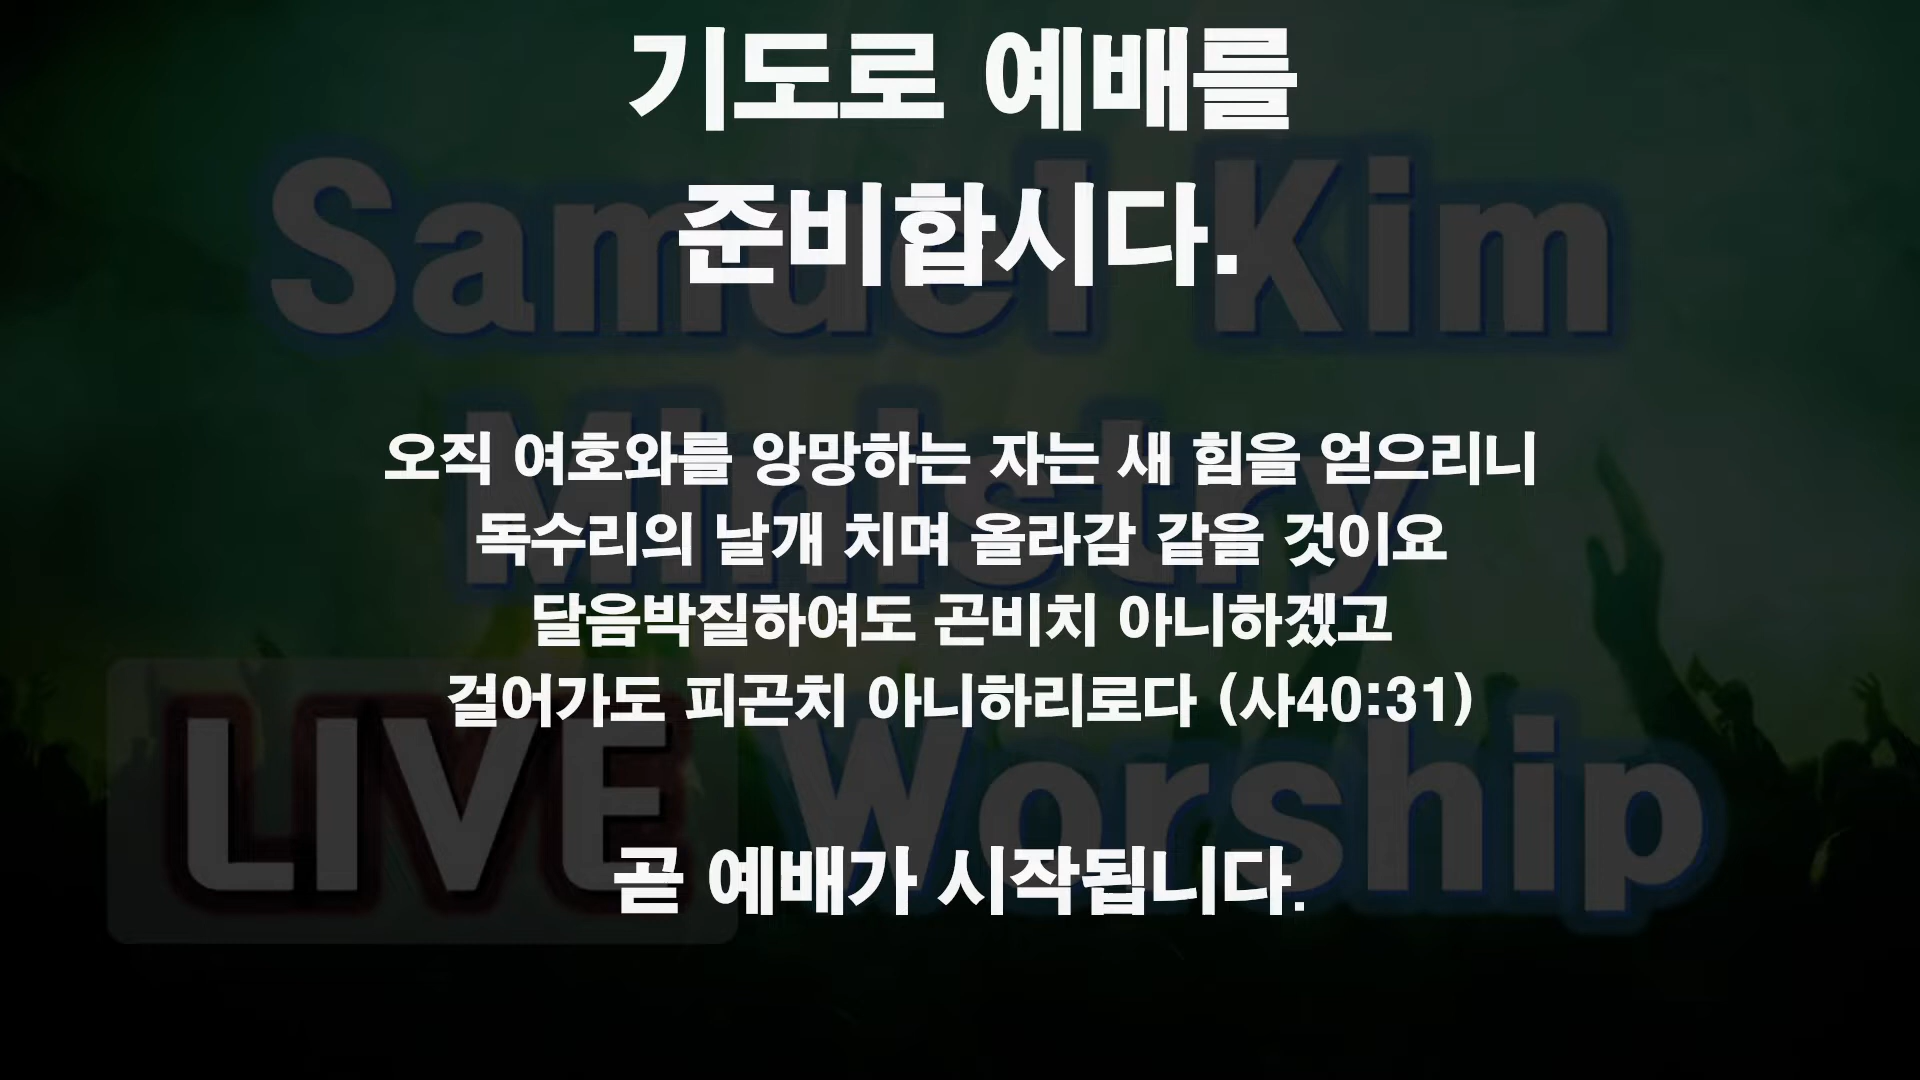 기도로 예배를
준비합시다.
Samuel Kim
Ministry
오직 여호와를 앙망하는 자는 새 힘을 얻으리니
독수리의 날개 치며 올라감 같을 것이요
달음박질하여도 곤비치 아니하겠고
걸어가도 피곤치 아니하리로다 (사40:31)
LIVE Worship
곧 예배가 시작됩니다.